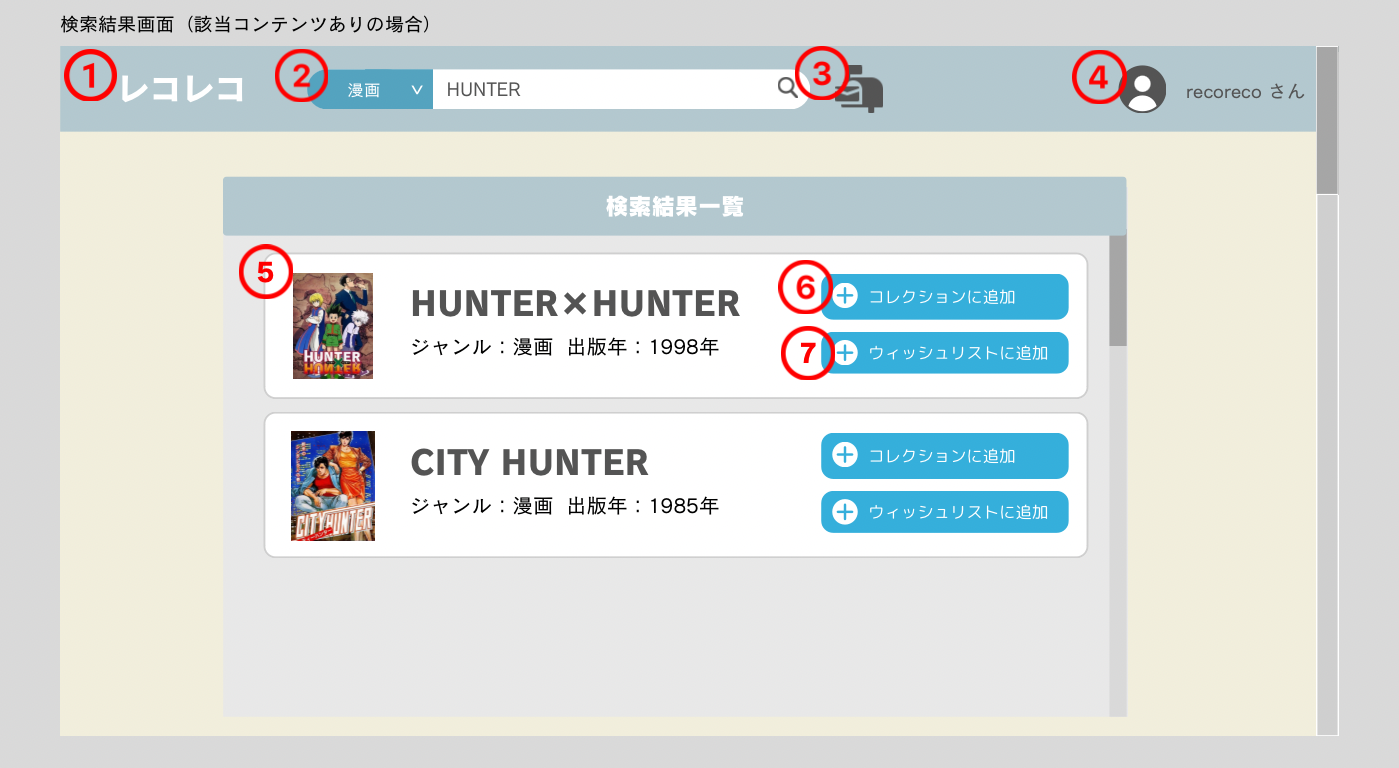 検索結果画面（該当コンテンツありの場合）
1 レコレコ 2 漫画 HUNTER 3 4 recoreco さん
検索結果一覧
5
HUNTER×HUNTER
ジャンル：漫画 出版年：1998年
6 コレクションに追加
7 ウィッシュリストに追加
HUNTER
×
HUNTER
CITY HUNTER
ジャンル：漫画 出版年：1985年
コレクションに追加
ウィッシュリストに追加
CITYHUNTER